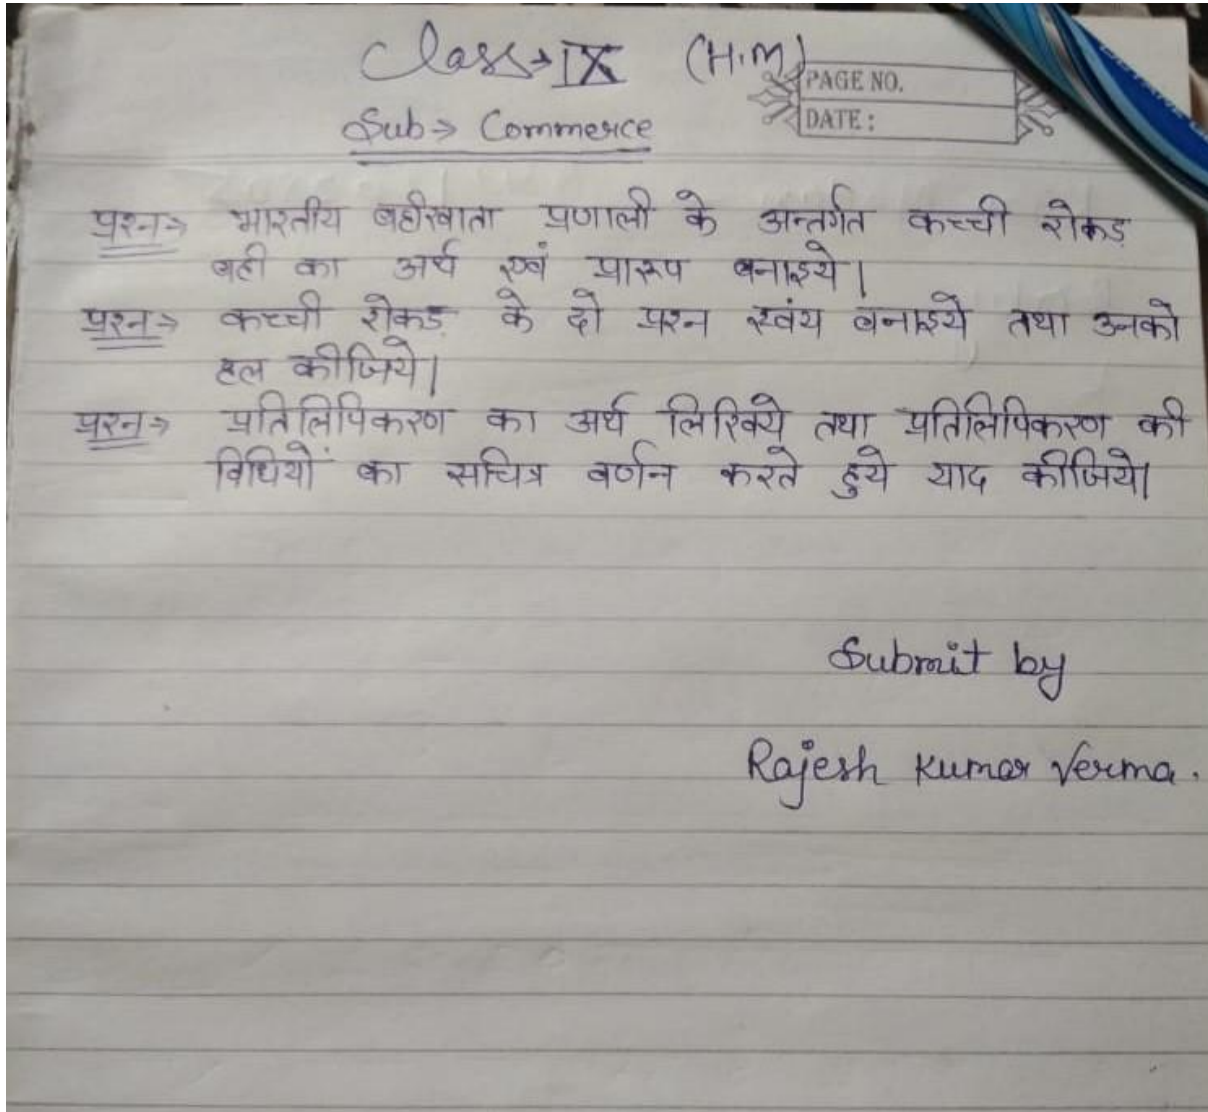 Class→ IX (H.M)
PAGE NO.
DATE :
Sub→ Commerce
प्रश्न→ भारतीय बहीखाता प्रणाली के अन्तर्गत कच्ची रोकड़
बही का अर्थ एवं प्रारूप बनाइये।
प्रश्न→ कच्ची रोकड़ के दो प्रश्न स्वंय बनाइये तथा उनको
हल कीजिये।
प्रश्न→ प्रतिलिपिकरण का अर्थ लिखिये तथा प्रतिलिपिकरण की
विधियों का सचित्र वर्णन करते हुये याद कीजिये।
Submit by
Rajesh Kumar Verma.